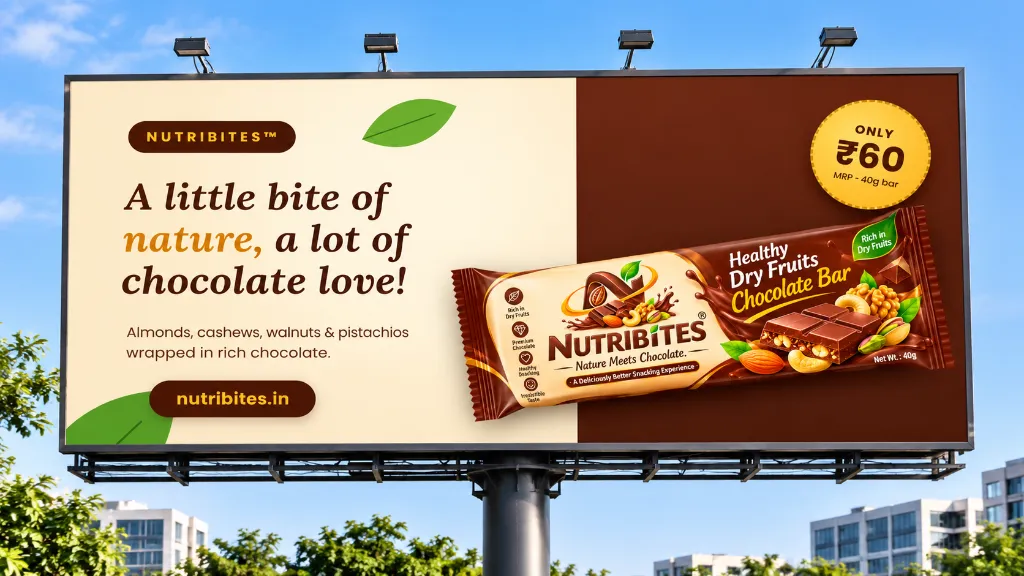 NUTRIBITES™
A little bite of
nature, a lot of
chocolate love!
Almonds, cashews, walnuts & pistachios
wrapped in rich chocolate.
nutribites.in
ONLY
₹60
MRP - 40g bar
Rich in
Dry Fruits
Premium
Chocolate
Healthy
Snacking
Irresistible
Taste
NUTRIBITES®
Nature Meets Chocolate.
A Deliciously Better Snacking Experience
Healthy
Dry Fruits
Chocolate Bar
Rich in
Dry Fruits
Net Wt.: 40g